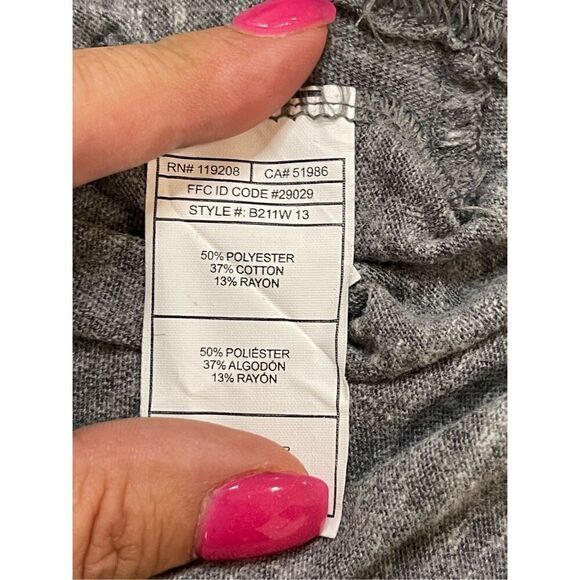 RN# 119208 CA# 51986
FFC ID CODE #29029
STYLE #: B211W 13
50% POLYESTER
37% COTTON
13% RAYON
50% POLIÉSTER
37% ALGODÓN
13% RAYÓN